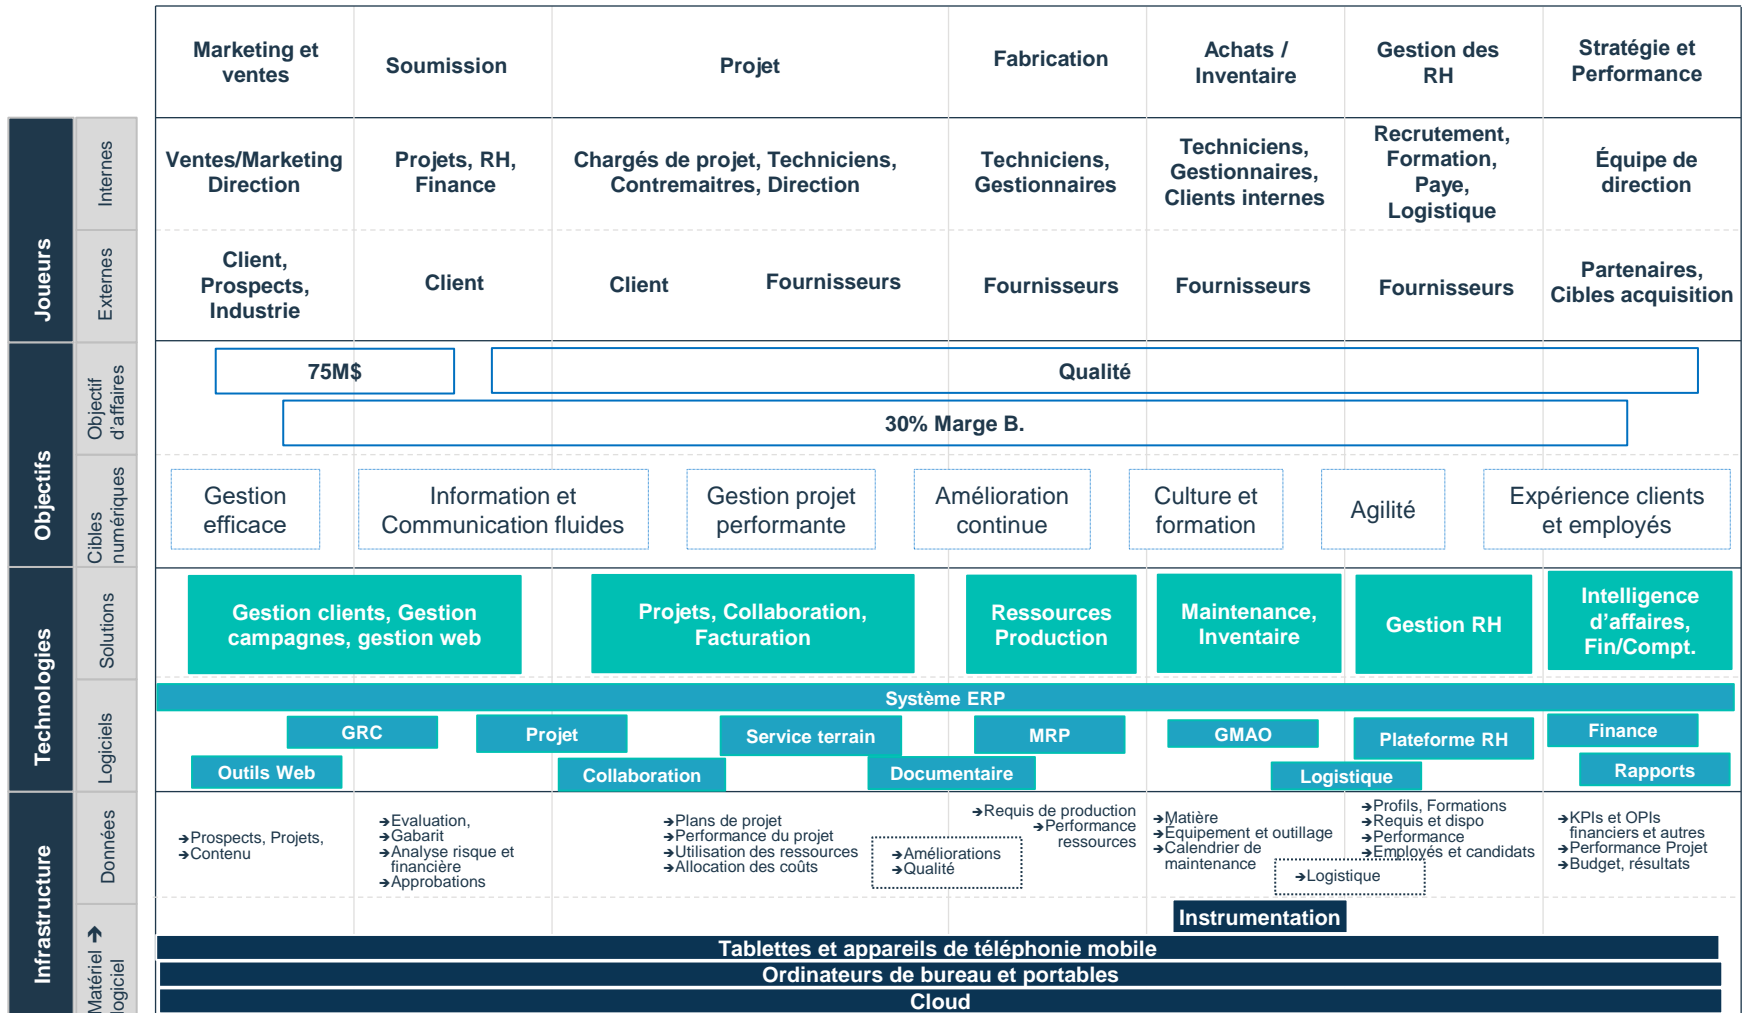 Marketing et
ventes
Soumission
Projet
Fabrication
Achats /
Inventaire
Gestion des
RH
Stratégie et
Performance
Joueurs
Internes
Ventes/Marketing
Direction
Projets, RH,
Finance
Chargés de projet, Techniciens,
Contremaitres, Direction
Techniciens,
Gestionnaires
Techniciens,
Gestionnaires,
Clients internes
Recrutement,
Formation,
Paye,
Logistique
Équipe de
direction
Externes
Client,
Prospects,
Industrie
Client
Client
Fournisseurs
Fournisseurs
Fournisseurs
Fournisseurs
Partenaires,
Cibles acquisition
Objectifs
Objectif
d'affaires
75M$
Qualité
30% Marge B.
Cibles
numériques
Gestion
efficace
Information et
Communication fluides
Gestion projet
performante
Amélioration
continue
Culture et
formation
Agilité
Expérience clients
et employés
Technologies
Solutions
Gestion clients, Gestion
campagnes, gestion web
Projets, Collaboration,
Facturation
Ressources
Production
Maintenance,
Inventaire
Gestion RH
Intelligence
d'affaires,
Fin/Compt.
Logiciels
Système ERP
GRC
Projet
Service terrain
MRP
GMAO
Plateforme RH
Finance
Outils Web
Collaboration
Documentaire
Logistique
Rapports
Infrastructure
Données
➔Prospects, Projets,
➔Contenu
➔Evaluation,
➔Gabarit
➔Analyse risque et
financière
➔Approbations
➔Plans de projet
➔Performance du projet
➔Utilisation des ressources
➔Allocation des coûts
➔Améliorations
➔Qualité
➔Requis de production
➔Performance
ressources
➔Matière
➔Équipement et outillage
➔Calendrier de
maintenance
➔Logistique
➔Profils, Formations
➔Requis et dispo
➔Performance
➔Employés et candidats
➔KPIs et OPIs
financiers et autres
➔Performance Projet
➔Budget, résultats
Matériel ➔
logiciel
Instrumentation
Tablettes et appareils de téléphonie mobile
Ordinateurs de bureau et portables
Cloud